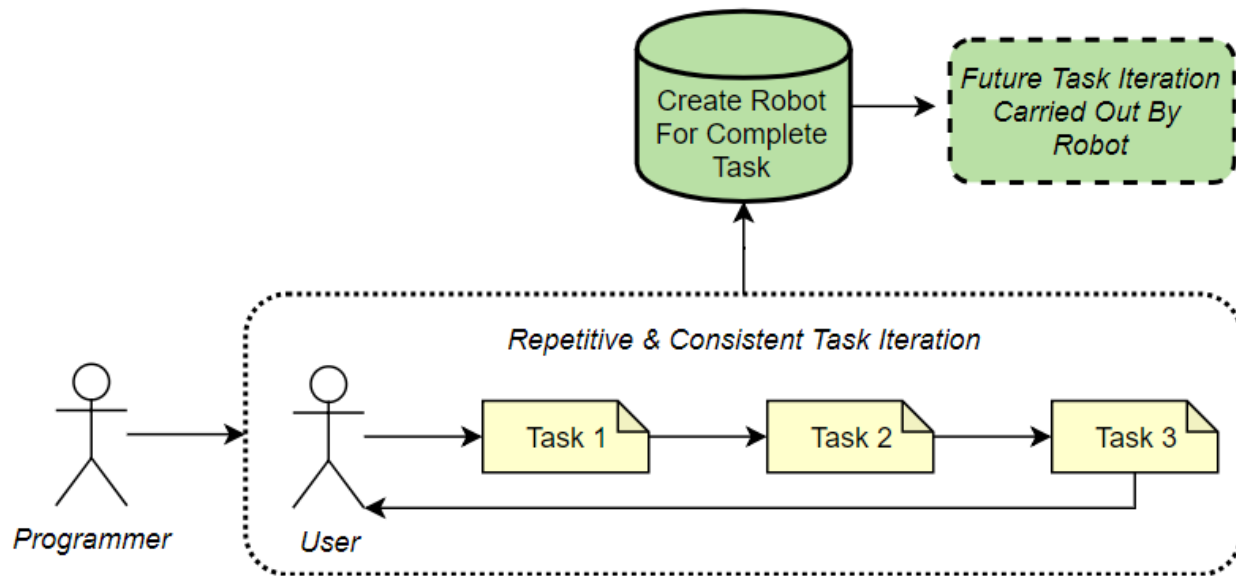 Create Robot
For Complete
Task
Future Task Iteration
Carried Out By
Robot
Repetitive & Consistent Task Iteration
Task 1
Task 2
Task 3
Programmer
User